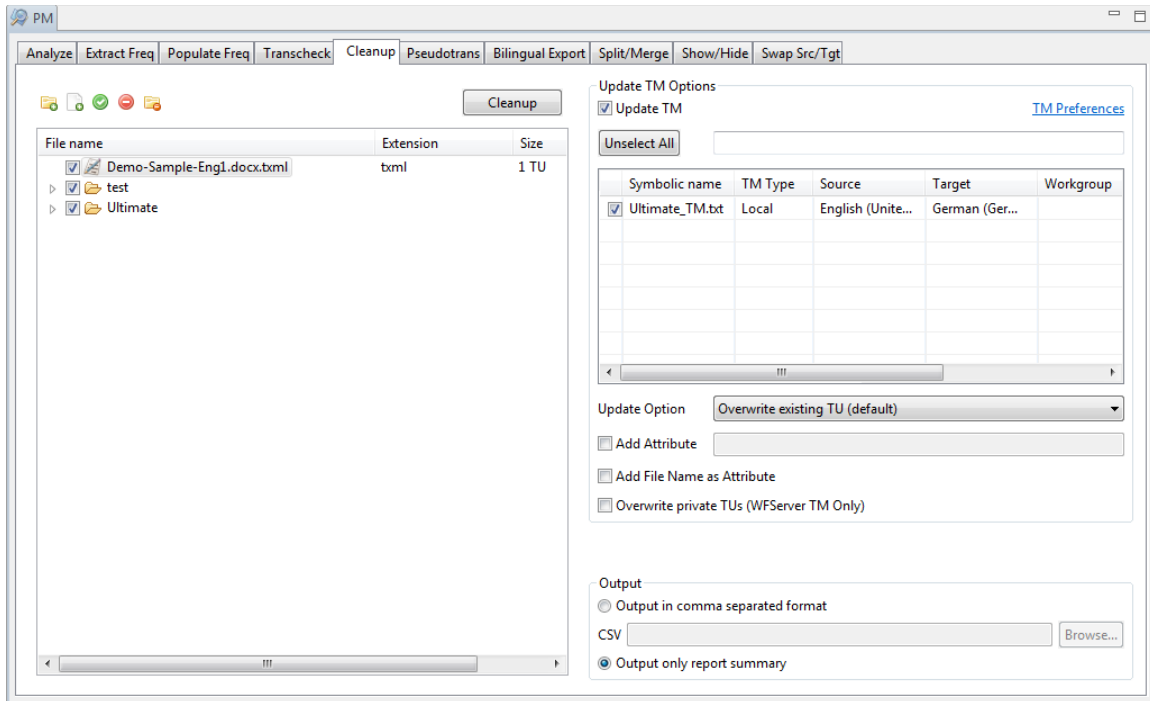 PM
Analyze Extract Freq Populate Freq Transcheck Cleanup Pseudotrans Bilingual Export Split/Merge Show/Hide Swap Src/Tgt
Cleanup
File name Extension Size
Demo-Sample-Eng1.docx.txml txml 1 TU
test
Ultimate
Update TM Options
Update TM TM Preferences
Unselect All
Symbolic name TM Type Source Target Workgroup
Ultimate_TM.txt Local English (Unite... German (Ger...
Update Option Overwrite existing TU (default)
Add Attribute
Add File Name as Attribute
Overwrite private TUs (WFServer TM Only)
Output
Output in comma separated format
CSV Browse...
Output only report summary